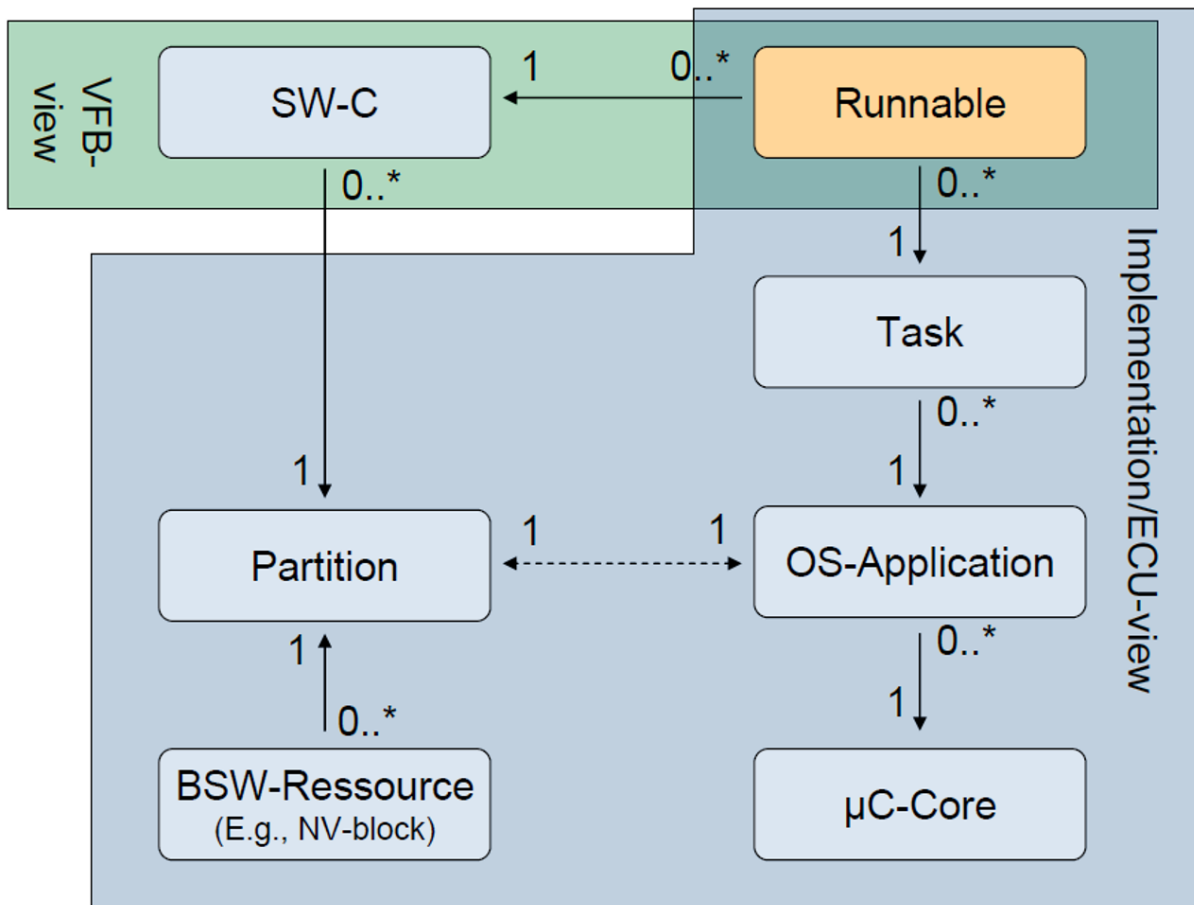 VFB-
view
SW-C
1
0..*
Runnable
0..*
0..*
1
Implementation/ECU-view
Task
0..*
1
1
Partition
1
1
OS-Application
1
0..*
0..*
1
BSW-Ressource
(E.g., NV-block)
µC-Core